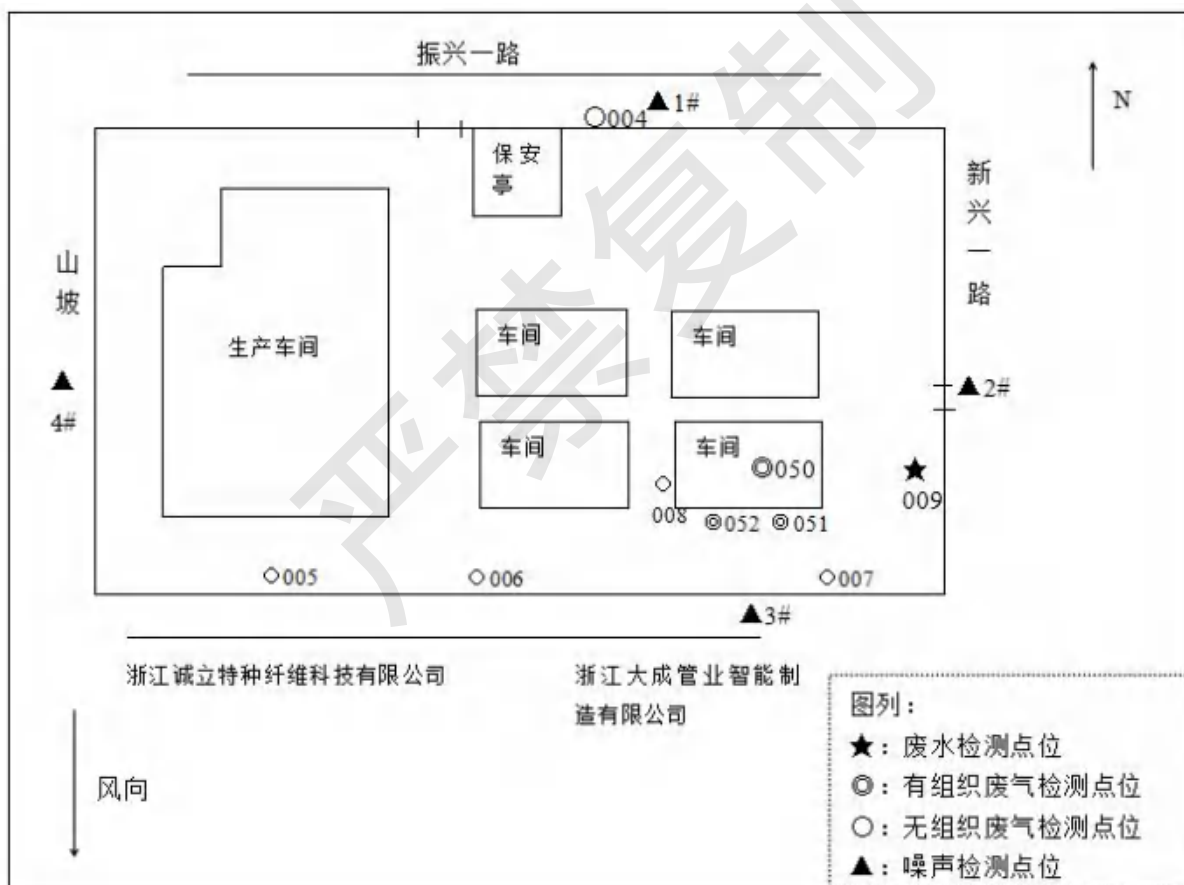 振兴一路
▲1#
○004
N
保安
亭
新兴一路
山坡
生产车间
车间
车间
▲2#
▲
4#
车间
车间
◎050
★
009
○
008
◎052
◎051
○005
○006
○007
▲3#
浙江诚立特种纤维科技有限公司
浙江大成管业智能制
造有限公司
图列：
★：废水检测点位
◎：有组织废气检测点位
○：无组织废气检测点位
▲：噪声检测点位
风向
严禁复制